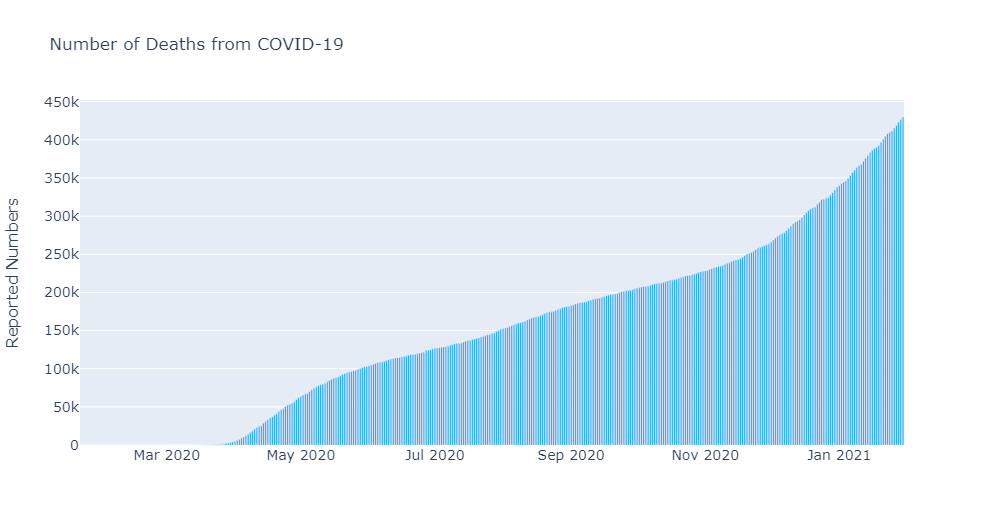 Number of Deaths from COVID-19
Reported Numbers
450k
400k
350k
300k
250k
200k
150k
100k
50k
0
Mar 2020 May 2020 Jul 2020 Sep 2020 Nov 2020 Jan 2021